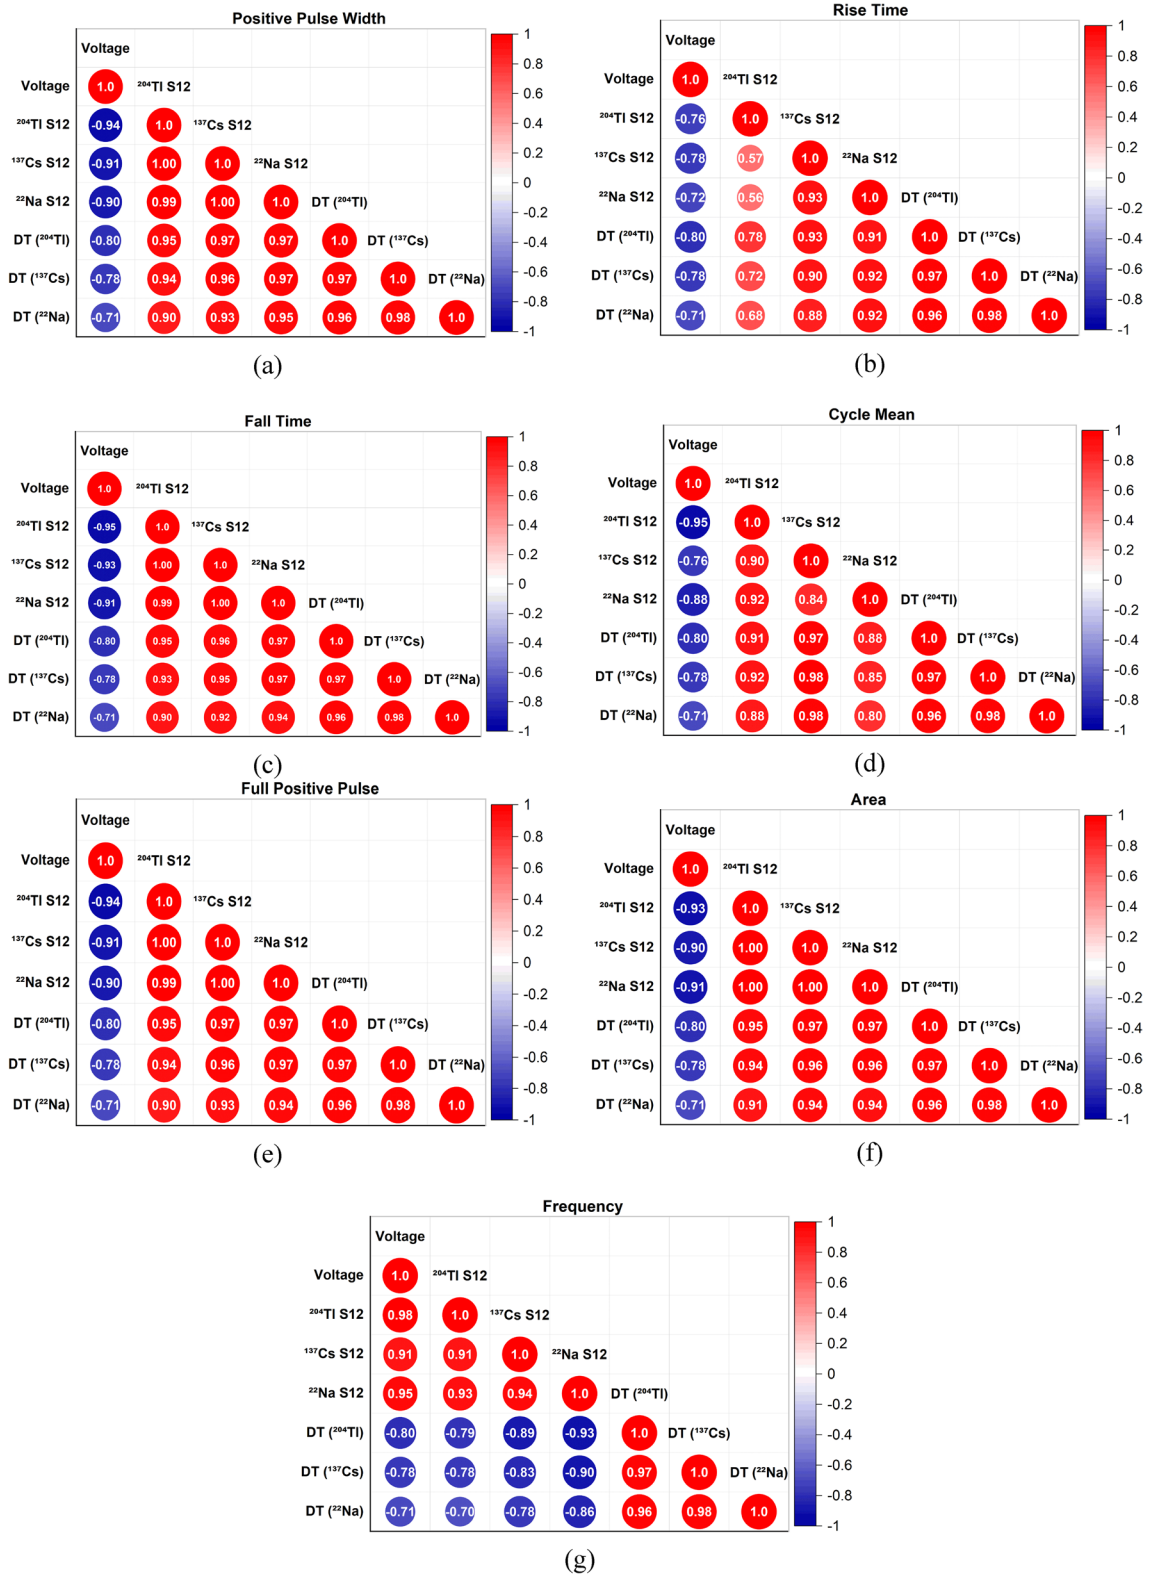 Positive Pulse Width
Voltage
Voltage 1.0 ²⁰⁴Tl S12
²⁰⁴Tl S12 -0.94 1.0 ¹³⁷Cs S12
¹³⁷Cs S12 -0.91 1.00 1.0 ²²Na S12
²²Na S12 -0.90 0.99 1.00 1.0 DT (²⁰⁴Tl)
DT (²⁰⁴Tl) -0.80 0.95 0.97 0.97 1.0 DT (¹³⁷Cs)
DT (¹³⁷Cs) -0.78 0.94 0.96 0.97 0.97 1.0 DT (²²Na)
DT (²²Na) -0.71 0.90 0.93 0.95 0.96 0.98 1.0
1
0.8
0.6
0.4
0.2
0
-0.2
-0.4
-0.6
-0.8
-1
(a)
Rise Time
Voltage
Voltage 1.0 ²⁰⁴Tl S12
²⁰⁴Tl S12 -0.76 1.0 ¹³⁷Cs S12
¹³⁷Cs S12 -0.78 0.57 1.0 ²²Na S12
²²Na S12 -0.72 0.56 0.93 1.0 DT (²⁰⁴Tl)
DT (²⁰⁴Tl) -0.80 0.78 0.93 0.91 1.0 DT (¹³⁷Cs)
DT (¹³⁷Cs) -0.78 0.72 0.90 0.92 0.97 1.0 DT (²²Na)
DT (²²Na) -0.71 0.68 0.88 0.92 0.96 0.98 1.0
1
0.8
0.6
0.4
0.2
0
-0.2
-0.4
-0.6
-0.8
-1
(b)
Fall Time
Voltage
Voltage 1.0 ²⁰⁴Tl S12
²⁰⁴Tl S12 -0.95 1.0 ¹³⁷Cs S12
¹³⁷Cs S12 -0.93 1.00 1.0 ²²Na S12
²²Na S12 -0.91 0.99 1.00 1.0 DT (²⁰⁴Tl)
DT (²⁰⁴Tl) -0.80 0.95 0.96 0.97 1.0 DT (¹³⁷Cs)
DT (¹³⁷Cs) -0.78 0.93 0.95 0.97 0.97 1.0 DT (²²Na)
DT (²²Na) -0.71 0.90 0.92 0.94 0.96 0.98 1.0
1
0.8
0.6
0.4
0.2
0
-0.2
-0.4
-0.6
-0.8
-1
(c)
Cycle Mean
Voltage
Voltage 1.0 ²⁰⁴Tl S12
²⁰⁴Tl S12 -0.95 1.0 ¹³⁷Cs S12
¹³⁷Cs S12 -0.76 0.90 1.0 ²²Na S12
²²Na S12 -0.88 0.92 0.84 1.0 DT (²⁰⁴Tl)
DT (²⁰⁴Tl) -0.80 0.91 0.97 0.88 1.0 DT (¹³⁷Cs)
DT (¹³⁷Cs) -0.78 0.92 0.98 0.85 0.97 1.0 DT (²²Na)
DT (²²Na) -0.71 0.88 0.98 0.80 0.96 0.98 1.0
1
0.8
0.6
0.4
0.2
0
-0.2
-0.4
-0.6
-0.8
-1
(d)
Full Positive Pulse
Voltage
Voltage 1.0 ²⁰⁴Tl S12
²⁰⁴Tl S12 -0.94 1.0 ¹³⁷Cs S12
¹³⁷Cs S12 -0.91 1.00 1.0 ²²Na S12
²²Na S12 -0.90 0.99 1.00 1.0 DT (²⁰⁴Tl)
DT (²⁰⁴Tl) -0.80 0.95 0.97 0.97 1.0 DT (¹³⁷Cs)
DT (¹³⁷Cs) -0.78 0.94 0.96 0.97 0.97 1.0 DT (²²Na)
DT (²²Na) -0.71 0.90 0.93 0.94 0.96 0.98 1.0
1
0.8
0.6
0.4
0.2
0
-0.2
-0.4
-0.6
-0.8
-1
(e)
Area
Voltage
Voltage 1.0 ²⁰⁴Tl S12
²⁰⁴Tl S12 -0.93 1.0 ¹³⁷Cs S12
¹³⁷Cs S12 -0.90 1.00 1.0 ²²Na S12
²²Na S12 -0.91 1.00 1.00 1.0 DT (²⁰⁴Tl)
DT (²⁰⁴Tl) -0.80 0.95 0.97 0.97 1.0 DT (¹³⁷Cs)
DT (¹³⁷Cs) -0.78 0.94 0.96 0.96 0.97 1.0 DT (²²Na)
DT (²²Na) -0.71 0.91 0.94 0.94 0.96 0.98 1.0
1
0.8
0.6
0.4
0.2
0
-0.2
-0.4
-0.6
-0.8
-1
(f)
Frequency
Voltage
Voltage 1.0 ²⁰⁴Tl S12
²⁰⁴Tl S12 0.98 1.0 ¹³⁷Cs S12
¹³⁷Cs S12 0.91 0.91 1.0 ²²Na S12
²²Na S12 0.95 0.93 0.94 1.0 DT (²⁰⁴Tl)
DT (²⁰⁴Tl) -0.80 -0.79 -0.89 -0.93 1.0 DT (¹³⁷Cs)
DT (¹³⁷Cs) -0.78 -0.78 -0.83 -0.90 0.97 1.0 DT (²²Na)
DT (²²Na) -0.71 -0.70 -0.78 -0.86 0.96 0.98 1.0
1
0.8
0.6
0.4
0.2
0
-0.2
-0.4
-0.6
-0.8
-1
(g)